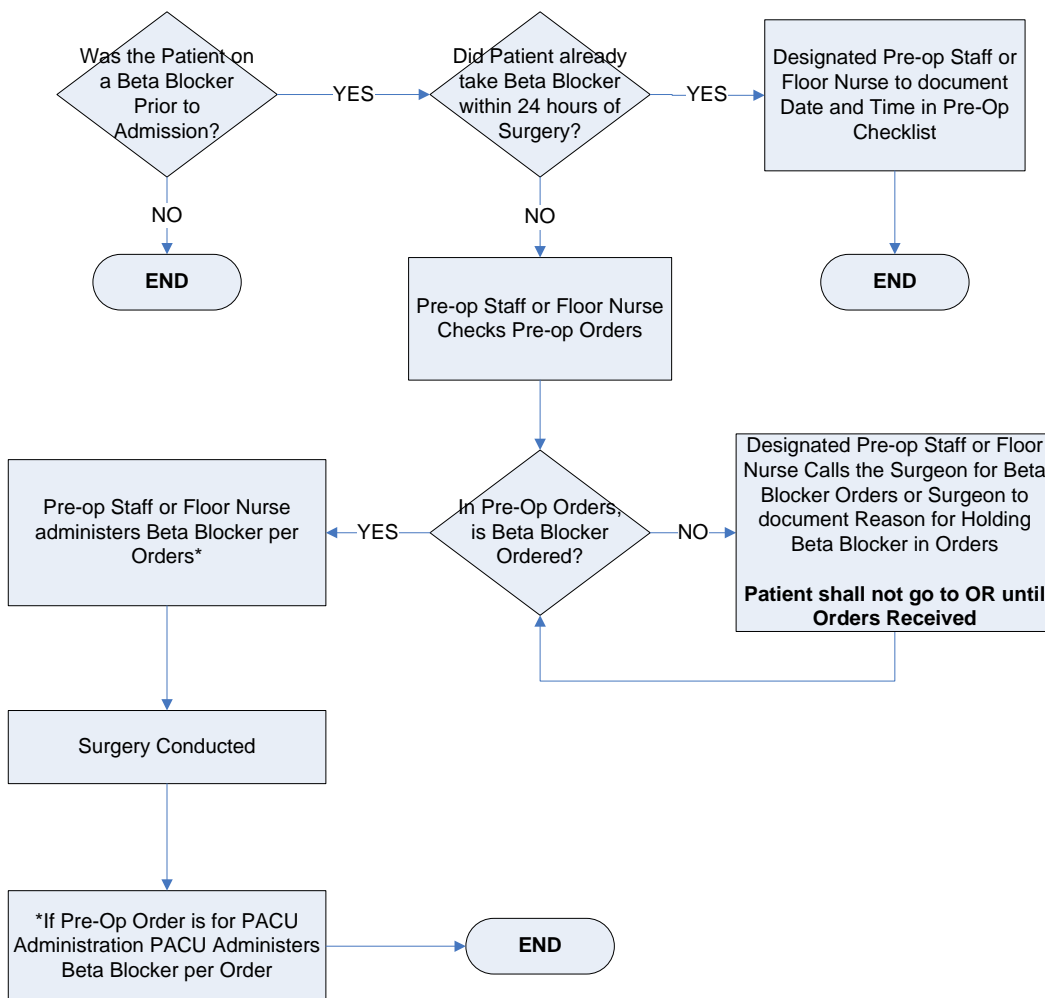 Was the Patient on
a Beta Blocker
Prior to
Admission?
YES
Did Patient already
take Beta Blocker
within 24 hours of
Surgery?
YES
Designated Pre-op Staff or
Floor Nurse to document
Date and Time in Pre-Op
Checklist
NO
NO
END
END
Pre-op Staff or Floor Nurse
Checks Pre-op Orders
Pre-op Staff or Floor Nurse
administers Beta Blocker per
Orders*
YES
In Pre-Op Orders,
is Beta Blocker
Ordered?
NO
Designated Pre-op Staff or Floor
Nurse Calls the Surgeon for Beta
Blocker Orders or Surgeon to
document Reason for Holding
Beta Blocker in Orders
Patient shall not go to OR until
Orders Received
Surgery Conducted
*If Pre-Op Order is for PACU
Administration PACU Administers
Beta Blocker per Order
END